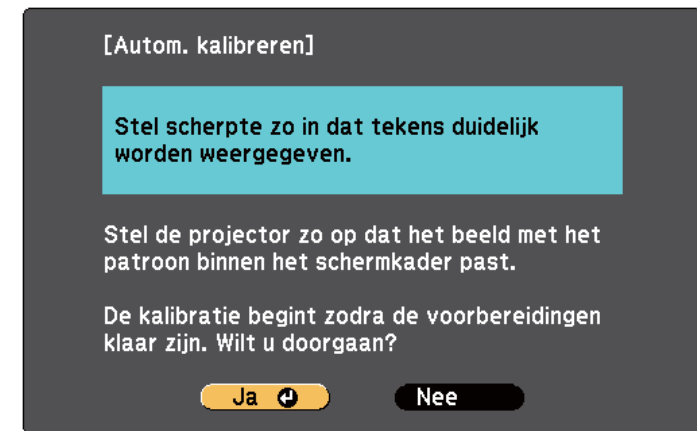 [Autom. kalibreren]
Stel scherpte zo in dat tekens duidelijk
worden weergegeven.
Stel de projector zo op dat het beeld met het
patroon binnen het schermkader past.
De kalibratie begint zodra de voorbereidingen
klaar zijn. Wilt u doorgaan?
Ja
Nee